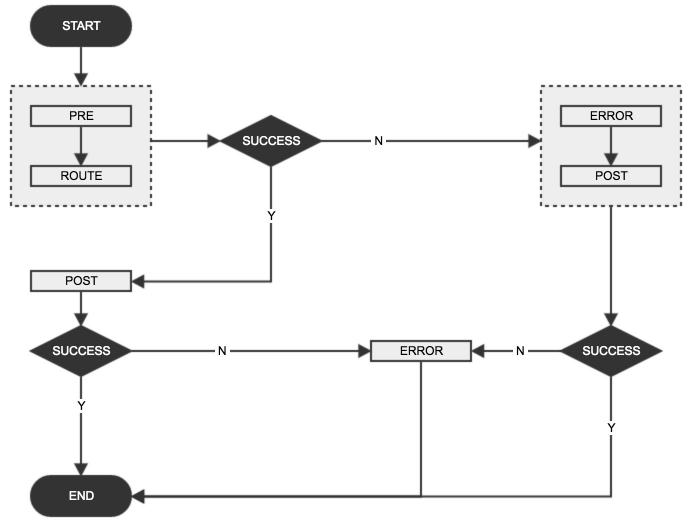 START
PRE
ERROR
SUCCESS
N
ROUTE
POST
Y
POST
SUCCESS
N
ERROR
N
SUCCESS
Y
Y
END